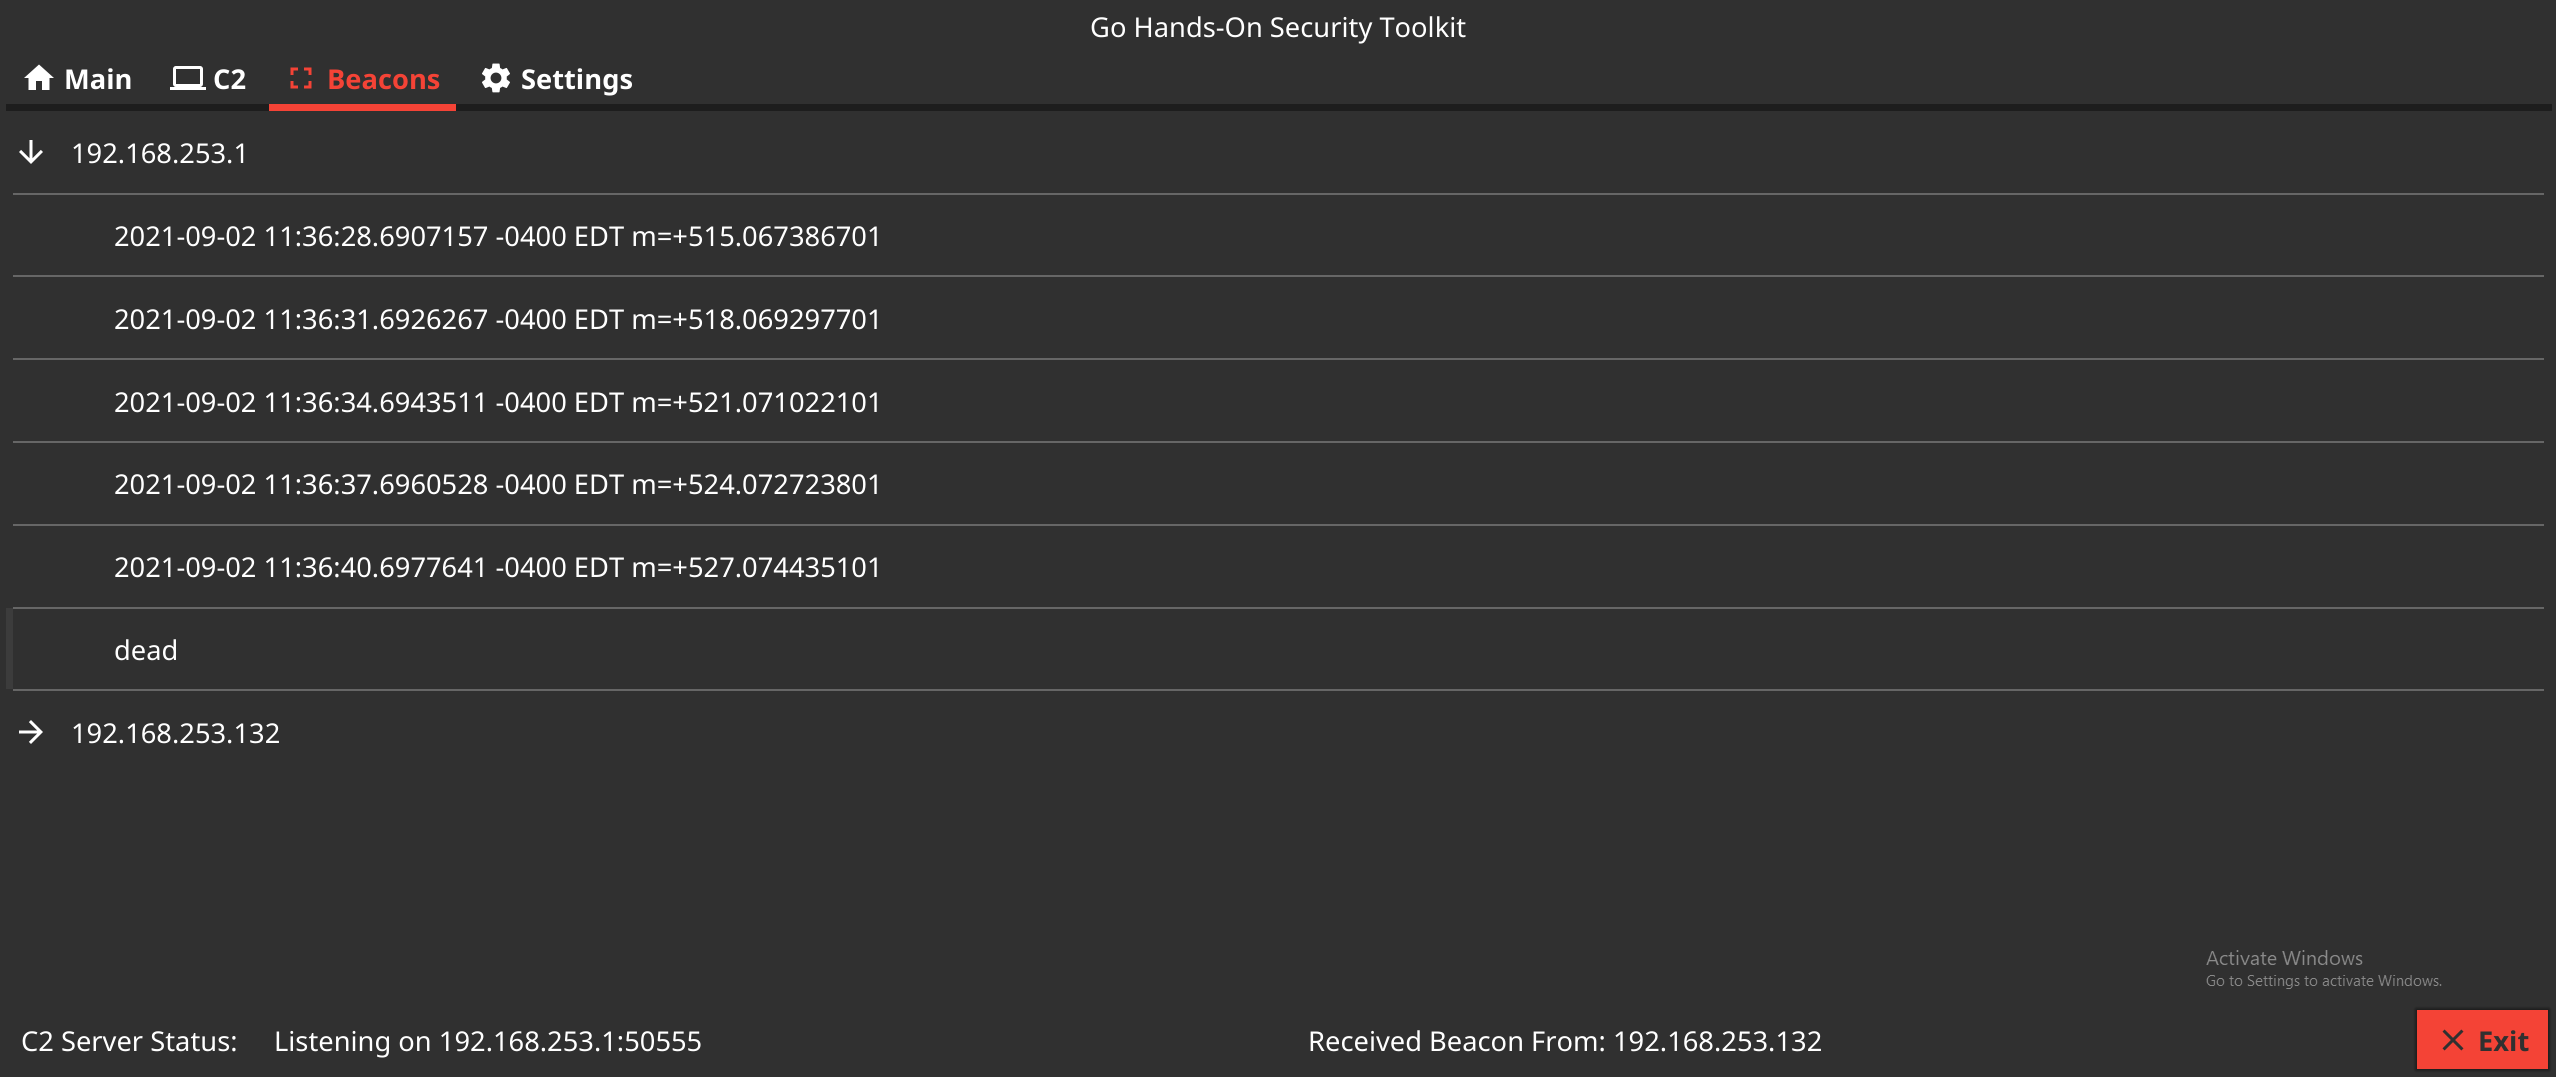 Go Hands-On Security Toolkit
Main C2 Beacons Settings
192.168.253.1
2021-09-02 11:36:28.6907157 -0400 EDT m=+515.067386701
2021-09-02 11:36:31.6926267 -0400 EDT m=+518.069297701
2021-09-02 11:36:34.6943511 -0400 EDT m=+521.071022101
2021-09-02 11:36:37.6960528 -0400 EDT m=+524.072723801
2021-09-02 11:36:40.6977641 -0400 EDT m=+527.074435101
dead
192.168.253.132
Activate Windows
Go to Settings to activate Windows.
C2 Server Status: Listening on 192.168.253.1:50555 Received Beacon From: 192.168.253.132 Exit